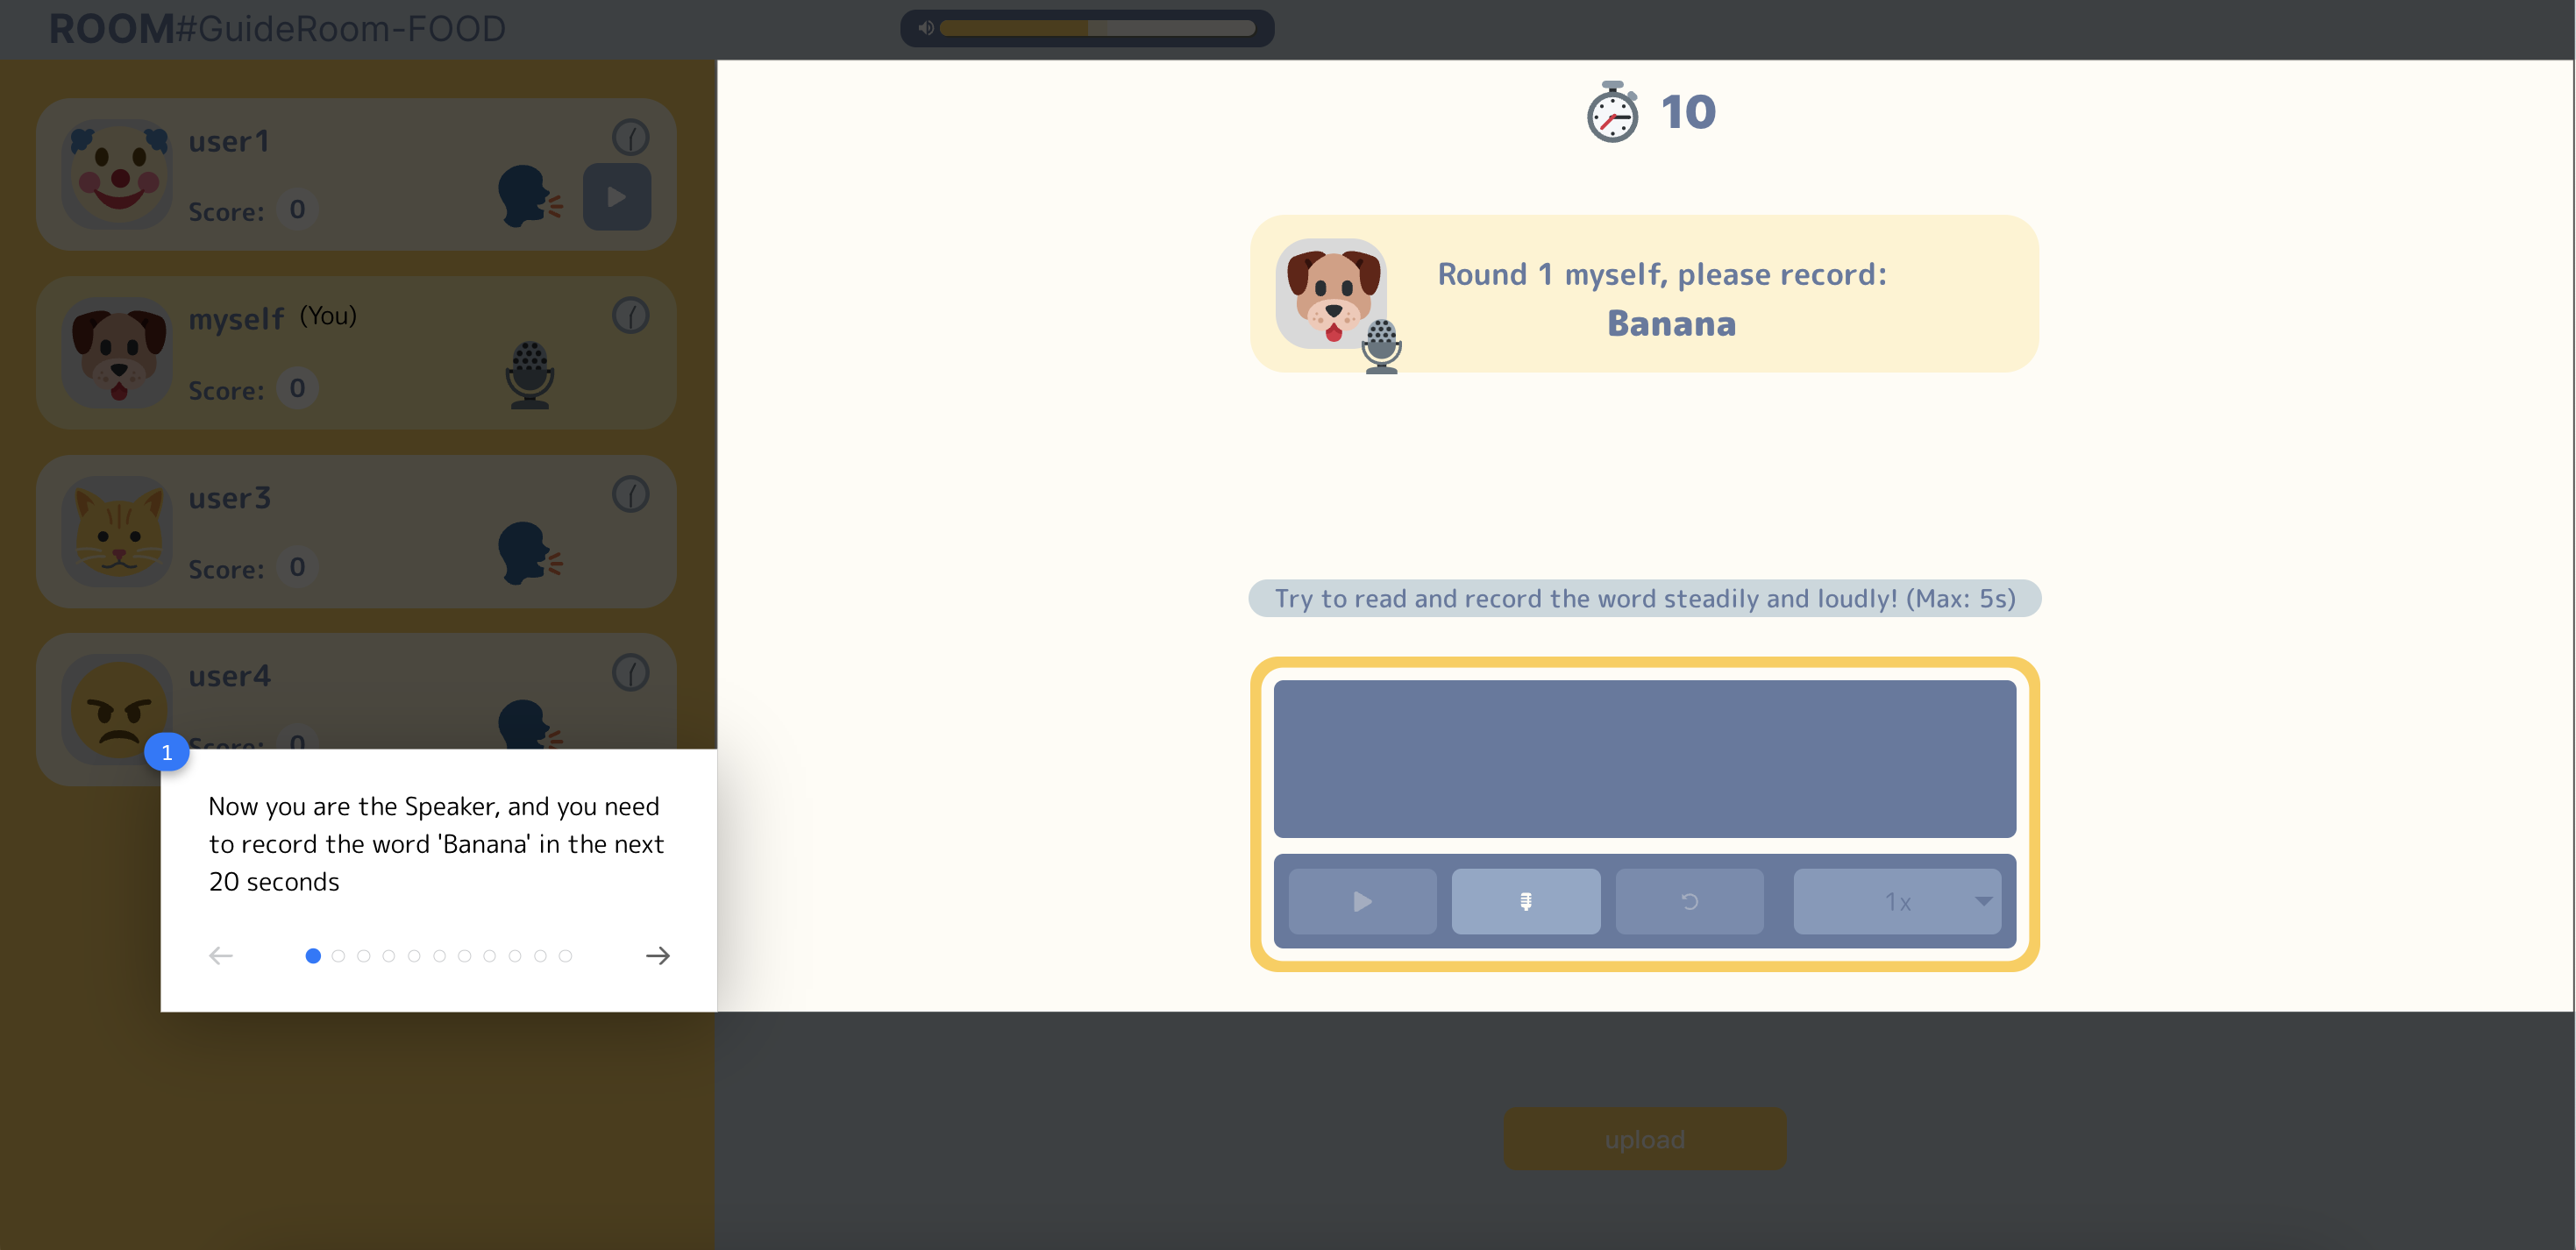 ROOM#GuideRoom-FOOD
10
user1
Score: 0
myself (You)
Score: 0
user3
Score: 0
user4
Score: 0
Round 1 myself, please record:
Banana
Try to read and record the word steadily and loudly! (Max: 5s)
1x
1
Now you are the Speaker, and you need
to record the word 'Banana' in the next
20 seconds
upload